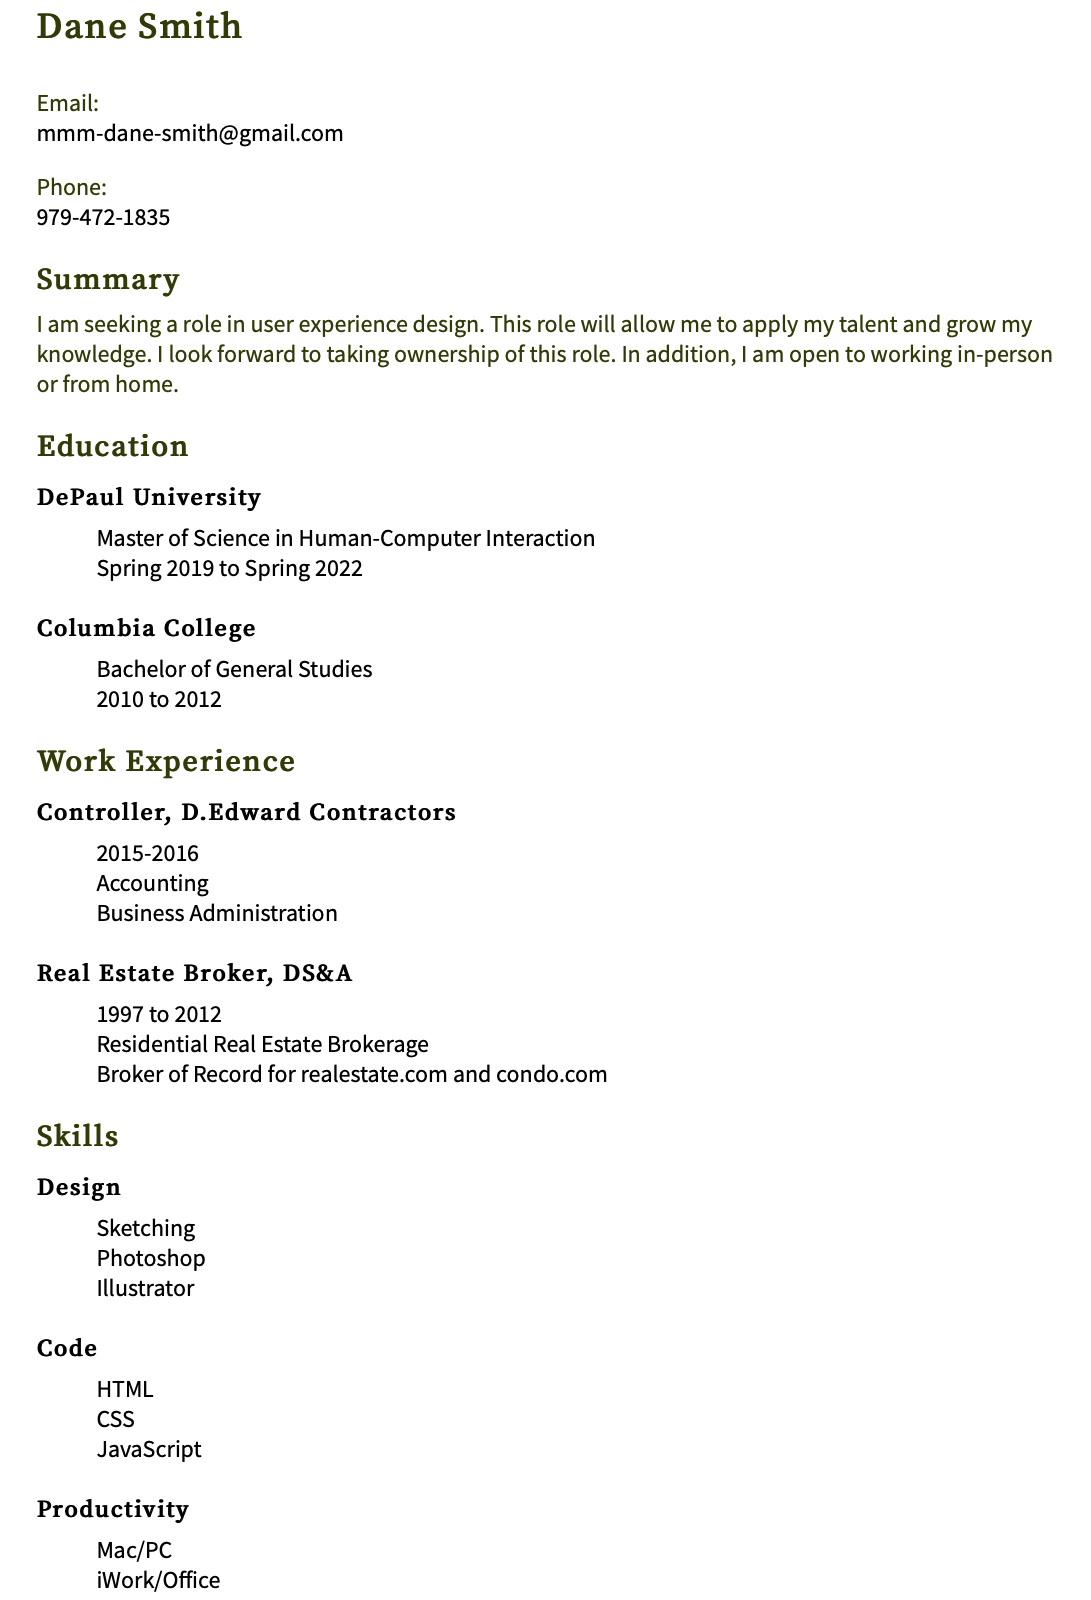 Dane Smith
Email:
mmm-dane-smith@gmail.com
Phone:
979-472-1835
Summary
I am seeking a role in user experience design. This role will allow me to apply my talent and grow my
knowledge. I look forward to taking ownership of this role. In addition, I am open to working in-person
or from home.
Education
DePaul University
Master of Science in Human-Computer Interaction
Spring 2019 to Spring 2022
Columbia College
Bachelor of General Studies
2010 to 2012
Work Experience
Controller, D.Edward Contractors
2015-2016
Accounting
Business Administration
Real Estate Broker, DS&A
1997 to 2012
Residential Real Estate Brokerage
Broker of Record for realestate.com and condo.com
Skills
Design
Sketching
Photoshop
Illustrator
Code
HTML
CSS
JavaScript
Productivity
Mac/PC
iWork/Office